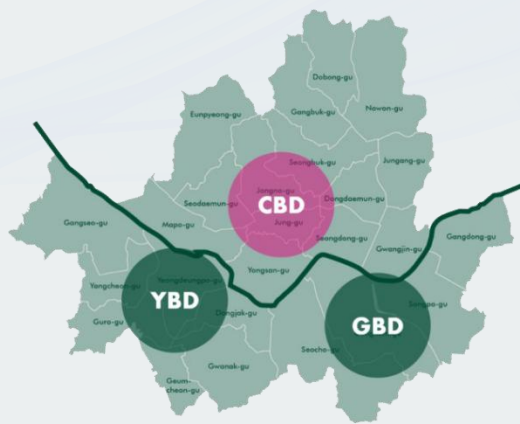 Dobong-gu
Gangbuk-gu
Nowon-gu
Eunpyeong-gu
Seongbuk-gu
Jungang-gu
Jongno-gu
Seodaemun-gu
CBD
Dongdaemun-gu
Gangseo-gu
Mapo-gu
Jung-gu
Seongdong-gu
Gwangjin-gu
Gangdong-gu
Yongsan-gu
Yangcheon-gu
Yeongdeungpo-gu
YBD
Songpa-gu
Guro-gu
Dongjak-gu
GBD
Seocho-gu
Gwanak-gu
Geum-
cheon-gu